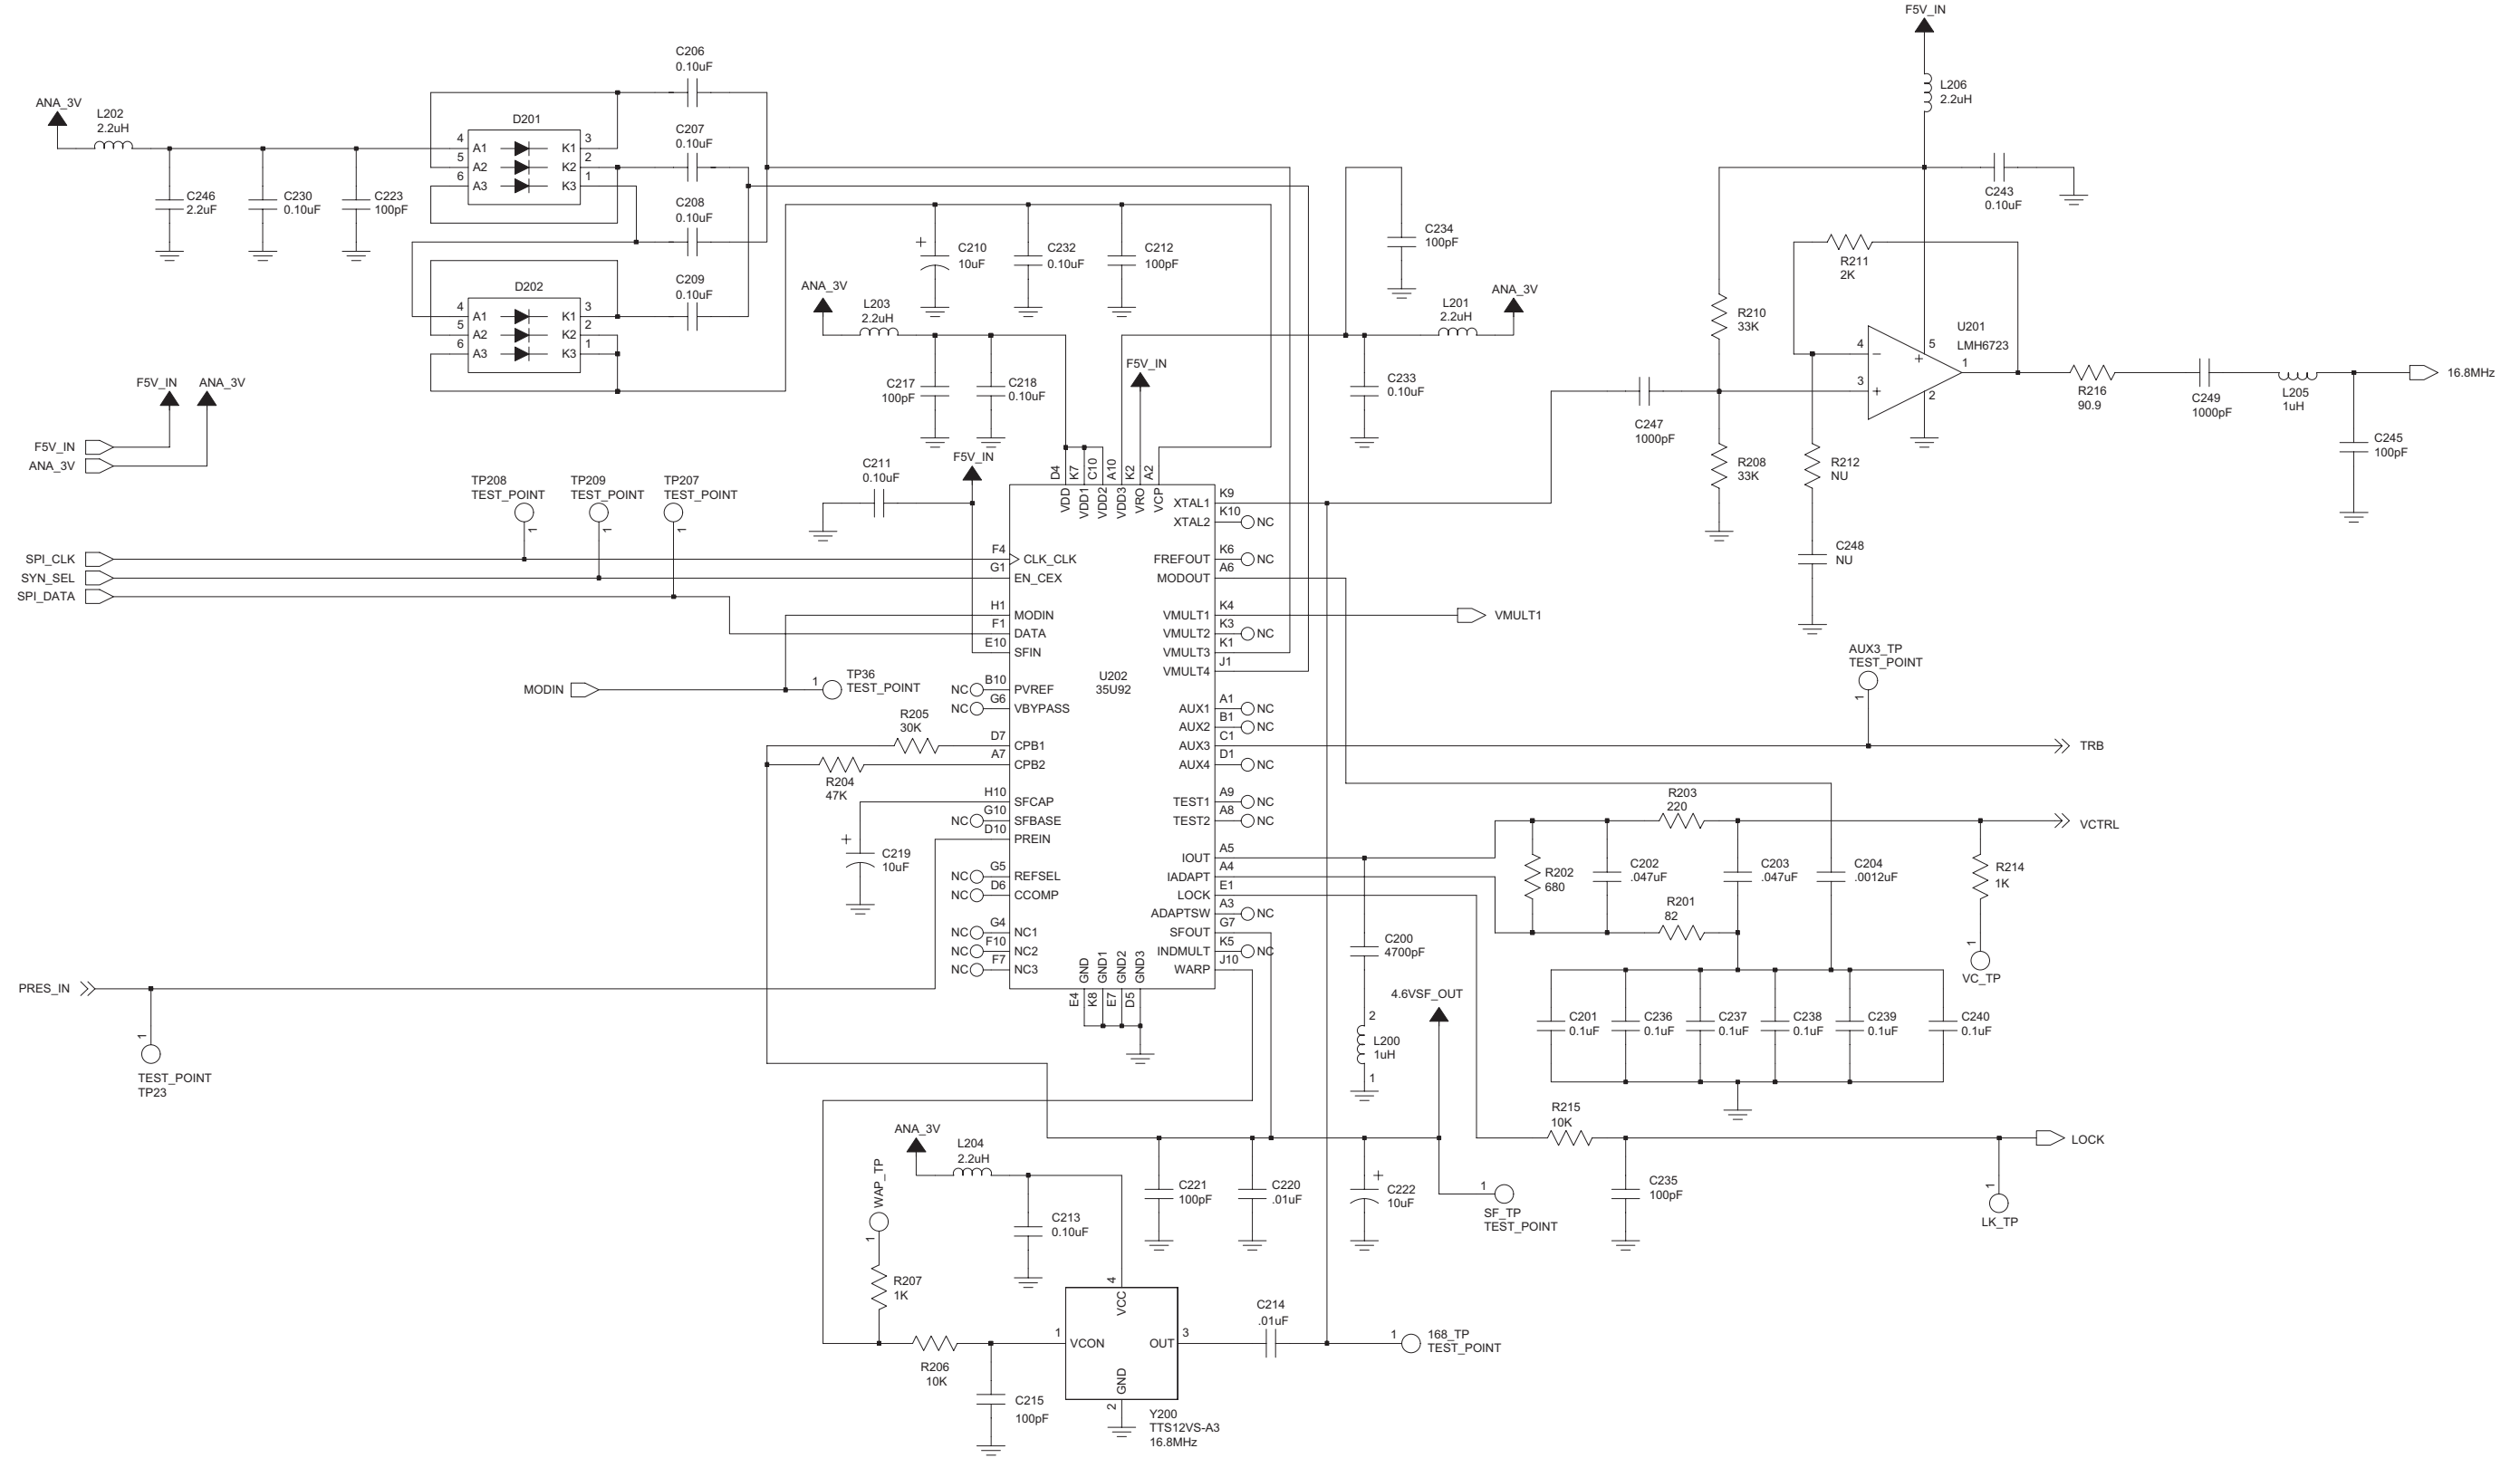 F5V_IN
L206
2.2uH
C206
0.10uF
ANA_3V
L202
2.2uH
D201
C207
0.10uF
4 A1 K1 3
5 A2 K2 2
6 A3 K3 1
C246
2.2uF
C230
0.10uF
C223
100pF
C208
0.10uF
C243
0.10uF
C234
100pF
+ C210
10uF
C232
0.10uF
C212
100pF
R211
2K
C209
0.10uF
D202
4 A1 K1 3
5 A2 K2 2
6 A3 K3 1
ANA_3V
L203
2.2uH
L201
2.2uH
ANA_3V
R210
33K
U201
LMH6723
4 − 5
+
3 + 1
2
F5V_IN
ANA_3V
F5V_IN
C217
100pF
C218
0.10uF
C233
0.10uF
C247
1000pF
R216
90.9
C249
1000pF
L205
1uH
16.8MHz
C245
100pF
F5V_IN
ANA_3V
C211
0.10uF
F5V_IN
D4 K7 C10 A10 K2 A2
VDD VDD1 VDD2 VDD3 VRO VCP
R208
33K
R212
NU
C248
NU
TP208
TEST_POINT
1
TP209
TEST_POINT
1
TP207
TEST_POINT
1
SPI_CLK
SYN_SEL
SPI_DATA
MODIN
1 TP36
TEST_POINT
F4 CLK_CLK
G1 EN_CEX
H1 MODIN
F1 DATA
E10 SFIN
NC B10 PVREF
NC G6 VBYPASS
D7 CPB1
A7 CPB2
H10 SFCAP
NC G10 SFBASE
D10 PREIN
NC G5 REFSEL
NC D6 CCOMP
NC G4 NC1
NC F10 NC2
NC F7 NC3
U202
35U92
XTAL1 K9
XTAL2 K10 NC
FREFOUT K6 NC
MODOUT A6
VMULT1 K4
VMULT2 K3 NC
VMULT3 K1
VMULT4 J1
AUX1 A1 NC
AUX2 B1 NC
AUX3 C1
AUX4 D1 NC
TEST1 A9 NC
TEST2 A8 NC
IOUT A5
IADAPT A4
LOCK E1
ADAPTSW A3 NC
SFOUT G7
INDMULT K5 NC
WARP J10
GND GND1 GND2 GND3
E4 K8 E7 D5
VMULT1
AUX3_TP
TEST_POINT
1
TRB
R205
30K
R204
47K
+ C219
10uF
R203
220
VCTRL
R202
680
C202
.047uF
C203
.047uF
C204
.0012uF
R214
1K
R201
82
1
VC_TP
C200
4700pF
2
L200
1uH
1
PRES_IN
1
TEST_POINT
TP23
4.6VSF_OUT
C201
0.1uF
C236
0.1uF
C237
0.1uF
C238
0.1uF
C239
0.1uF
C240
0.1uF
R215
10K
LOCK
C235
100pF
1
LK_TP
ANA_3V
L204
2.2uH
WAP_TP
1
C213
0.10uF
C221
100pF
C220
.01uF
+ C222
10uF
1
SF_TP
TEST_POINT
R207
1K
R206
10K
C215
100pF
4 VCC
1 VCON
OUT 3
GND 2
Y200
TTS12VS-A3
16.8MHz
C214
.01uF
1 168_TP
TEST_POINT